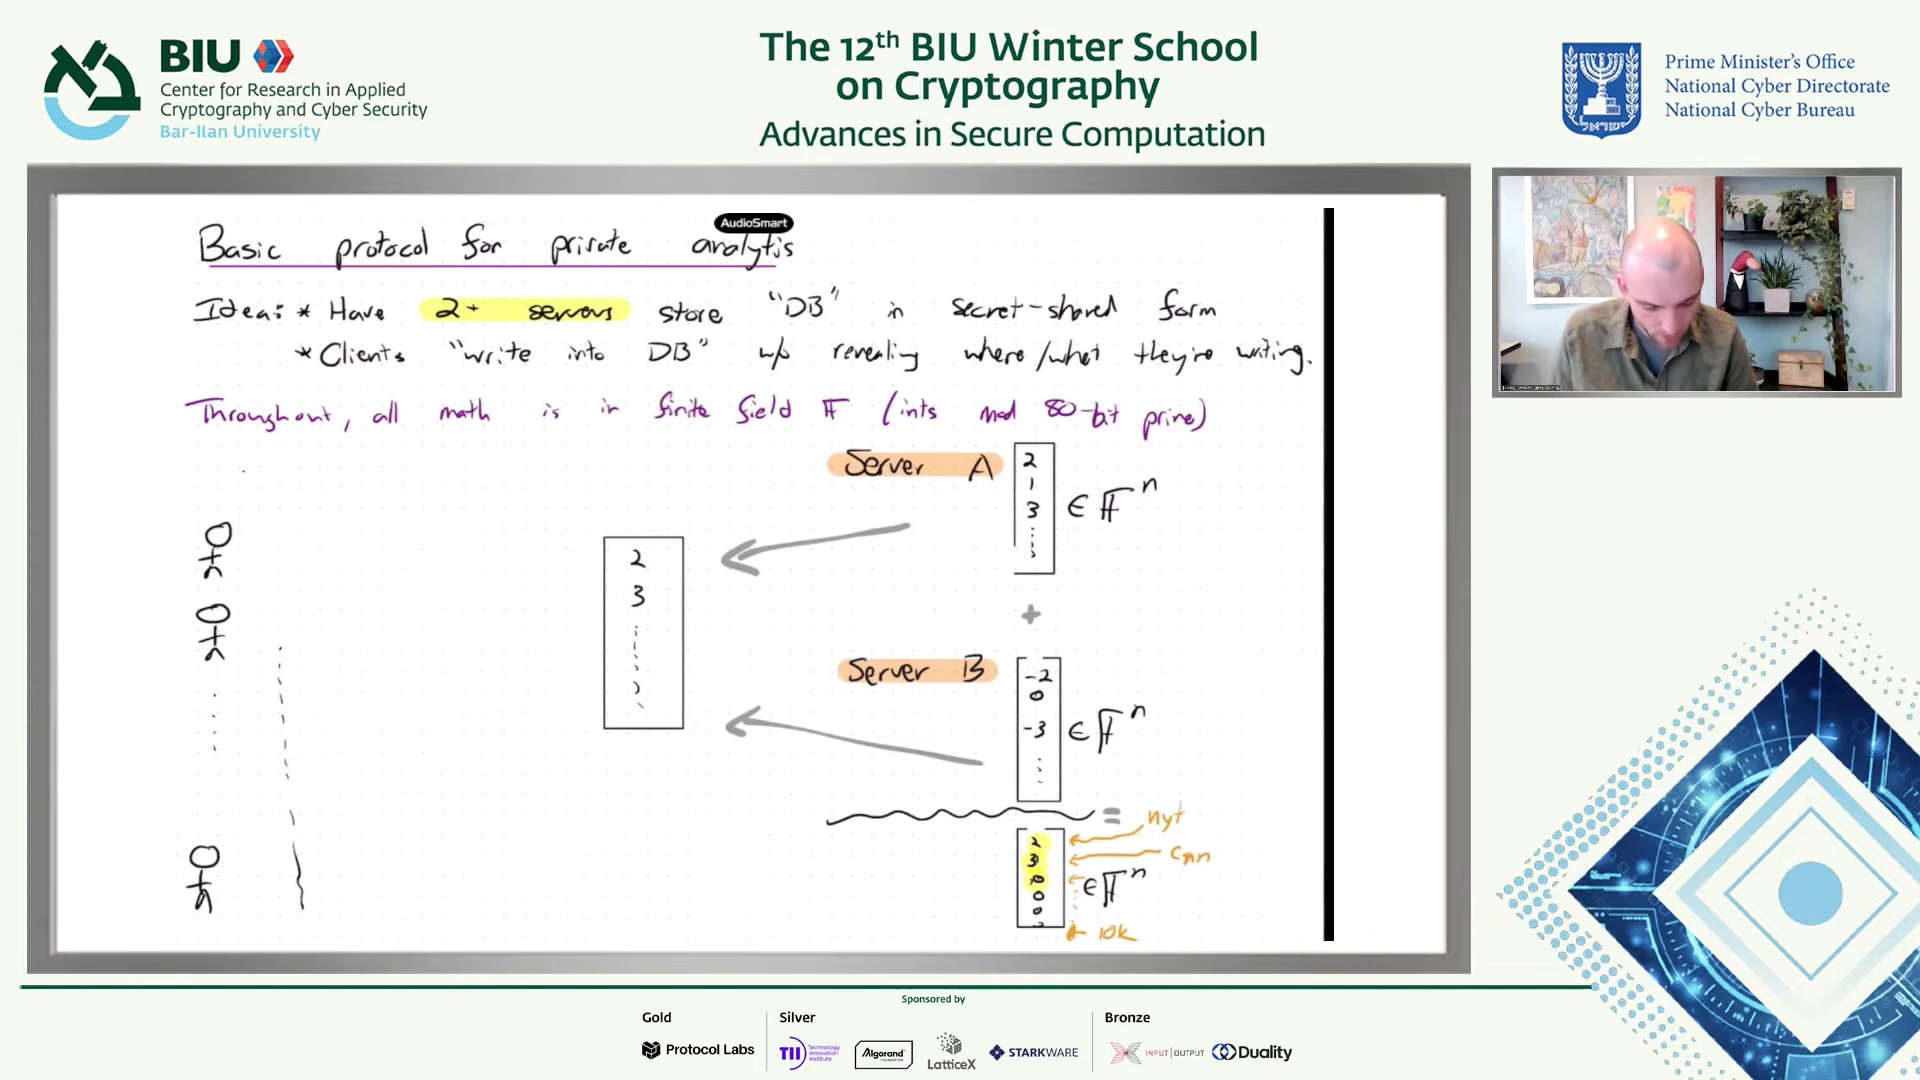 BIU
Center for Research in Applied
Cryptography and Cyber Security
Bar-Ilan University
The 12th BIU Winter School
on Cryptography
Advances in Secure Computation
Prime Minister's Office
National Cyber Directorate
National Cyber Bureau
AudioSmart
Basic protocol for private analytis
Idea: * Have 2+ servers store "DB" in secret-shared form
* Clients "write into DB" w/o revealing where/what they're writing.
Throughout, all math is in finite field F (ints mod 80-bit prime)
Server A
2
1
3
∈ F^n
2
3
+
Server B
-2
0
-3
∈ F^n
=
2
3
0
0
0
∈ F^n
nyt
cnn
10k
Sponsored by
Gold
Protocol Labs
Silver
TII Technology Innovation Institute
Algorand
LatticeX
STARKWARE
Bronze
INPUT | OUTPUT
Duality